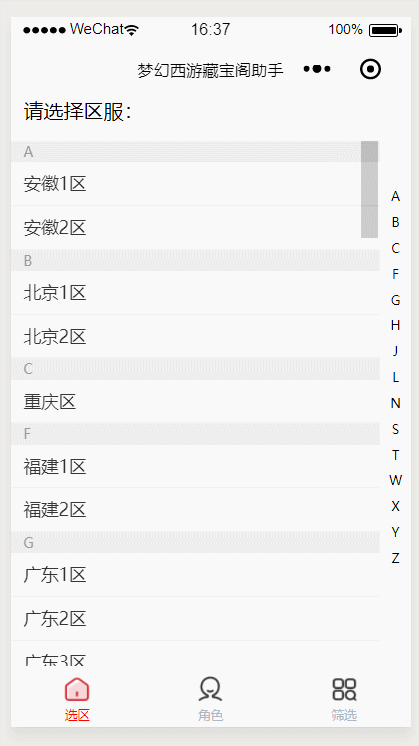 ●●●●● WeChat 16:37 100%
梦幻西游藏宝阁助手
请选择区服：
A
安徽1区
安徽2区
B
北京1区
北京2区
C
重庆区
F
福建1区
福建2区
G
广东1区
广东2区
广东3区
A
B
C
F
G
H
J
L
N
S
T
W
X
Y
Z
选区 角色 筛选